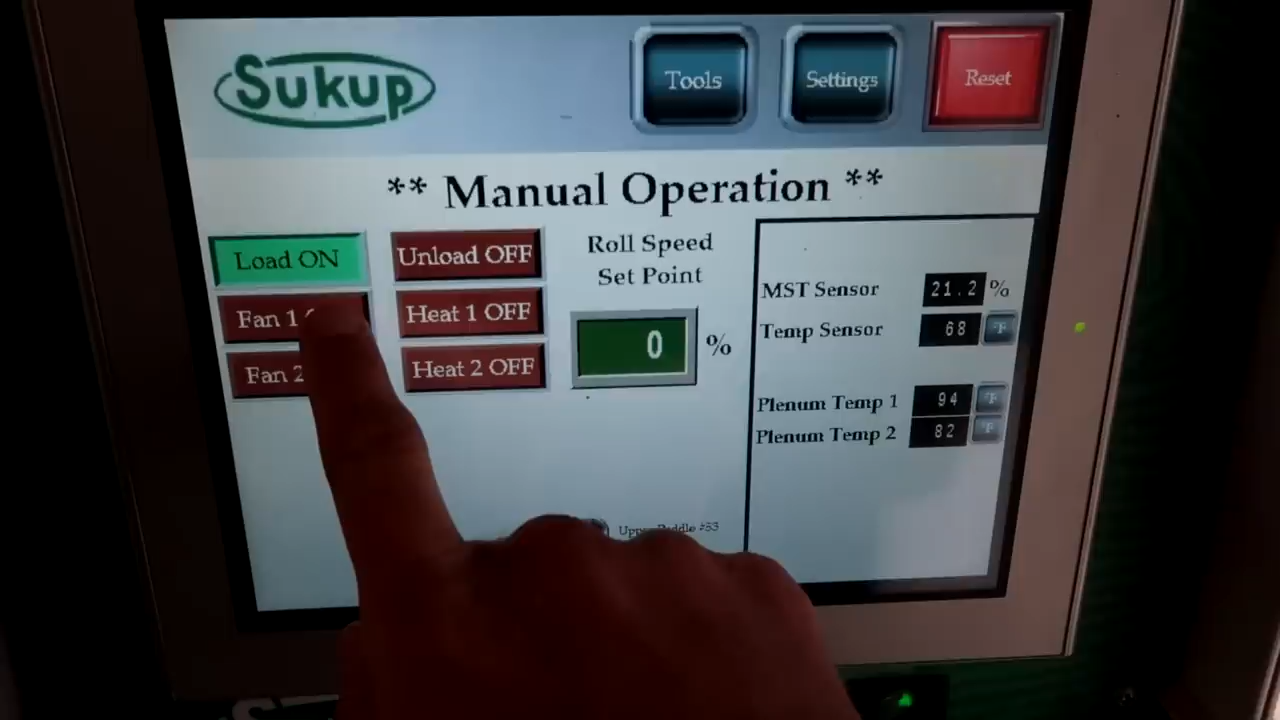 Sukup
Tools
Settings
Reset
** Manual Operation **
Load ON
Unload OFF
Roll Speed
Set Point
Fan 1
Heat 1 OFF
0 %
Fan 2
Heat 2 OFF
MST Sensor 21.2 %
Temp Sensor 68 °F
Plenum Temp 1 94 °F
Plenum Temp 2 82 °F
#33